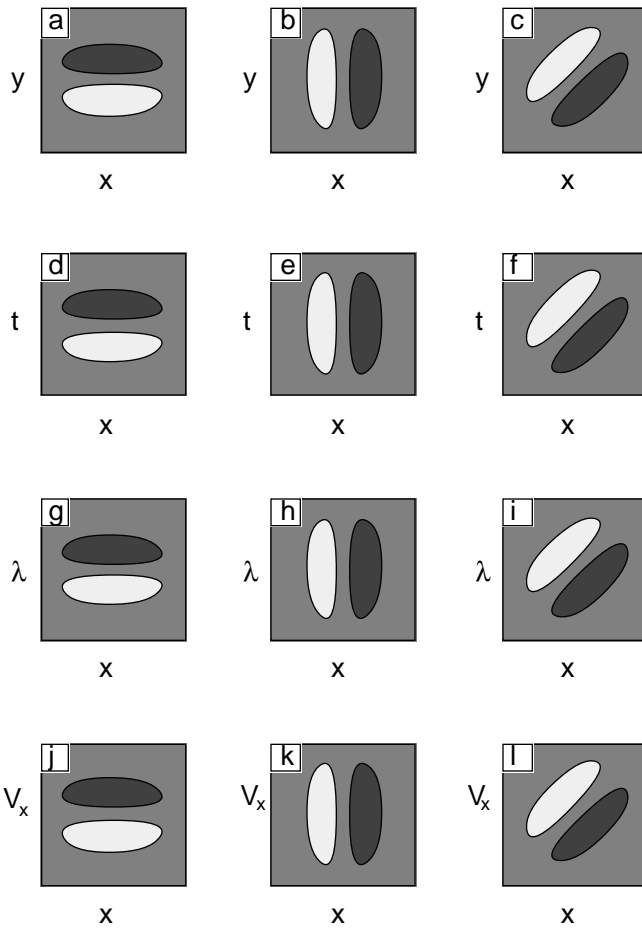 a b c
y y y
x x x
d e f
t t t
x x x
g h i
λ λ λ
x x x
j k l
Vx Vx Vx
x x x